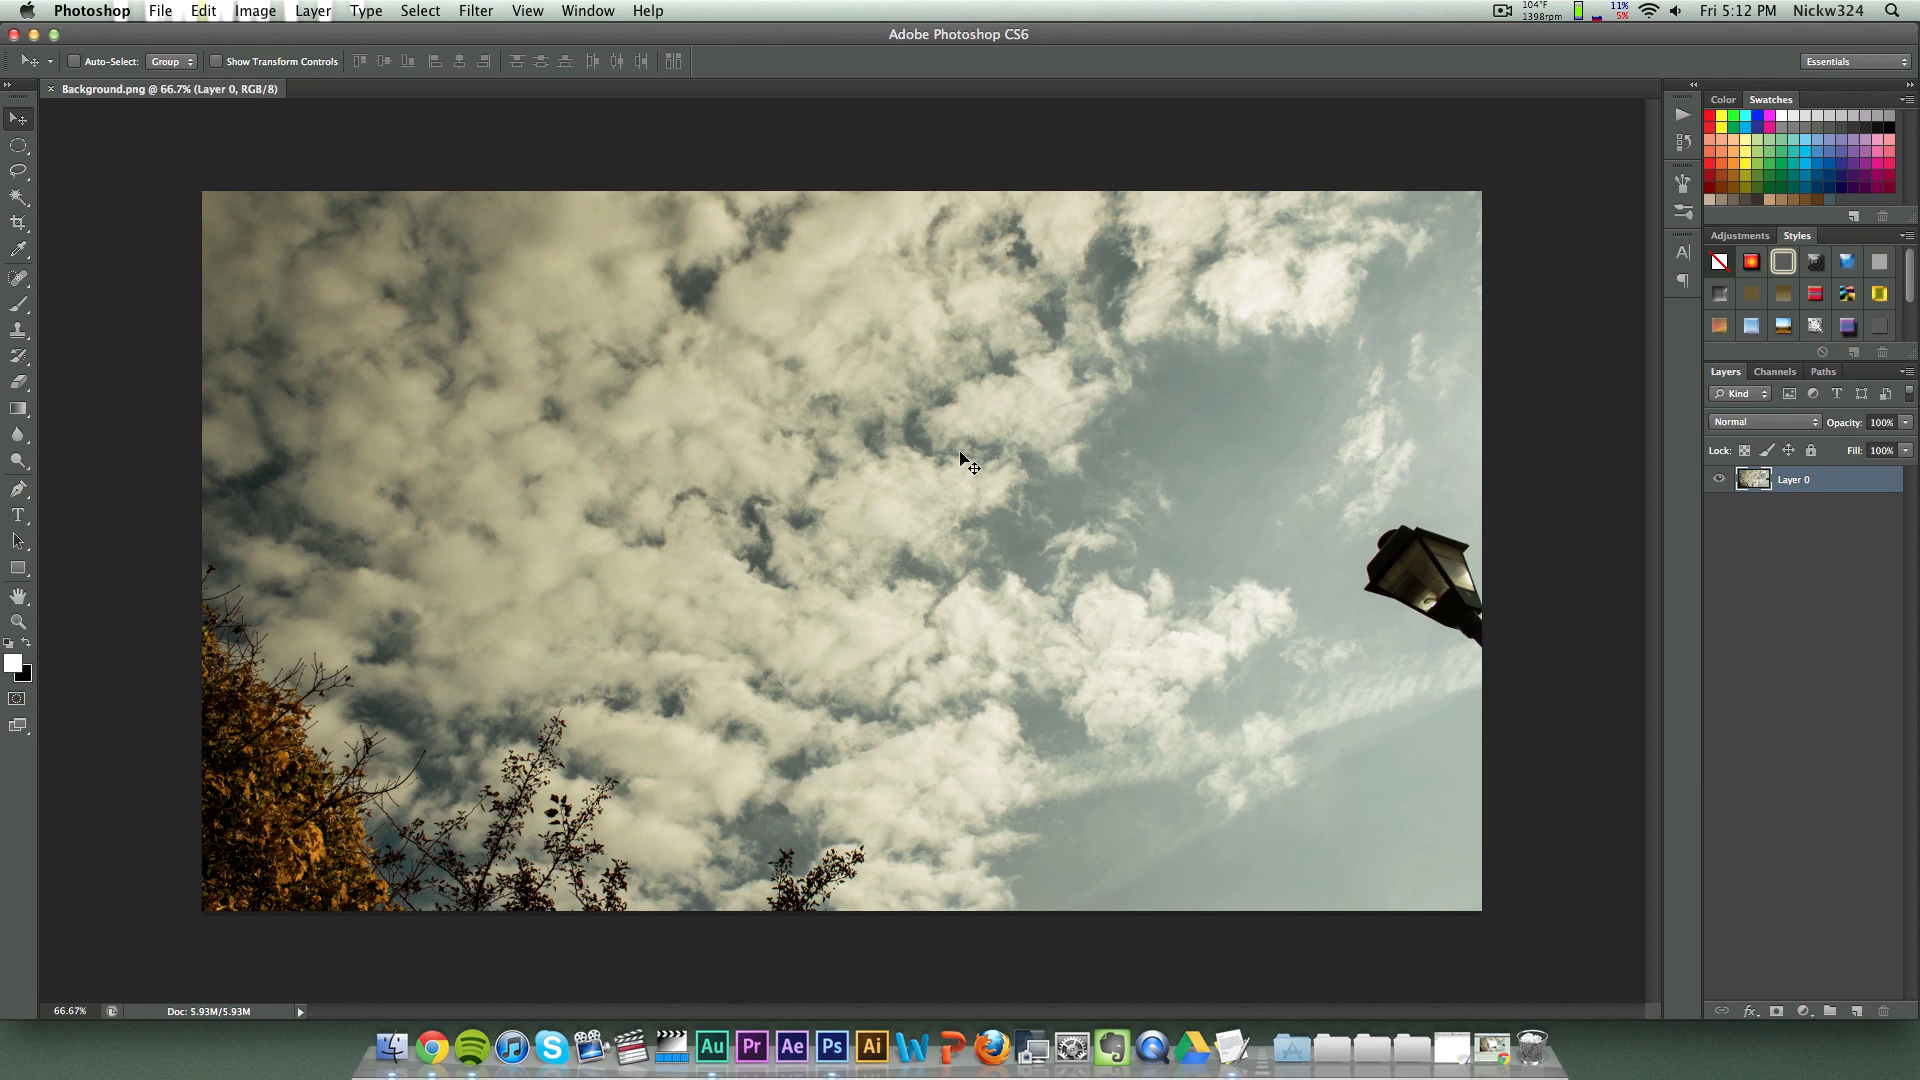 Photoshop File Edit Image Layer Type Select Filter View Window Help
104°F
1398rpm
11%
5%
Fri 5:12 PM Nickw324
Adobe Photoshop CS6
Auto-Select: Group Show Transform Controls
Essentials
× Background.png @ 66.7% (Layer 0, RGB/8)
Color Swatches
Adjustments Styles
Layers Channels Paths
Kind T
Normal Opacity: 100%
Lock: Fill: 100%
Layer 0
A
T
66.67% Doc: 5.93M/5.93M
fx
Au Pr Ae Ps Ai W P